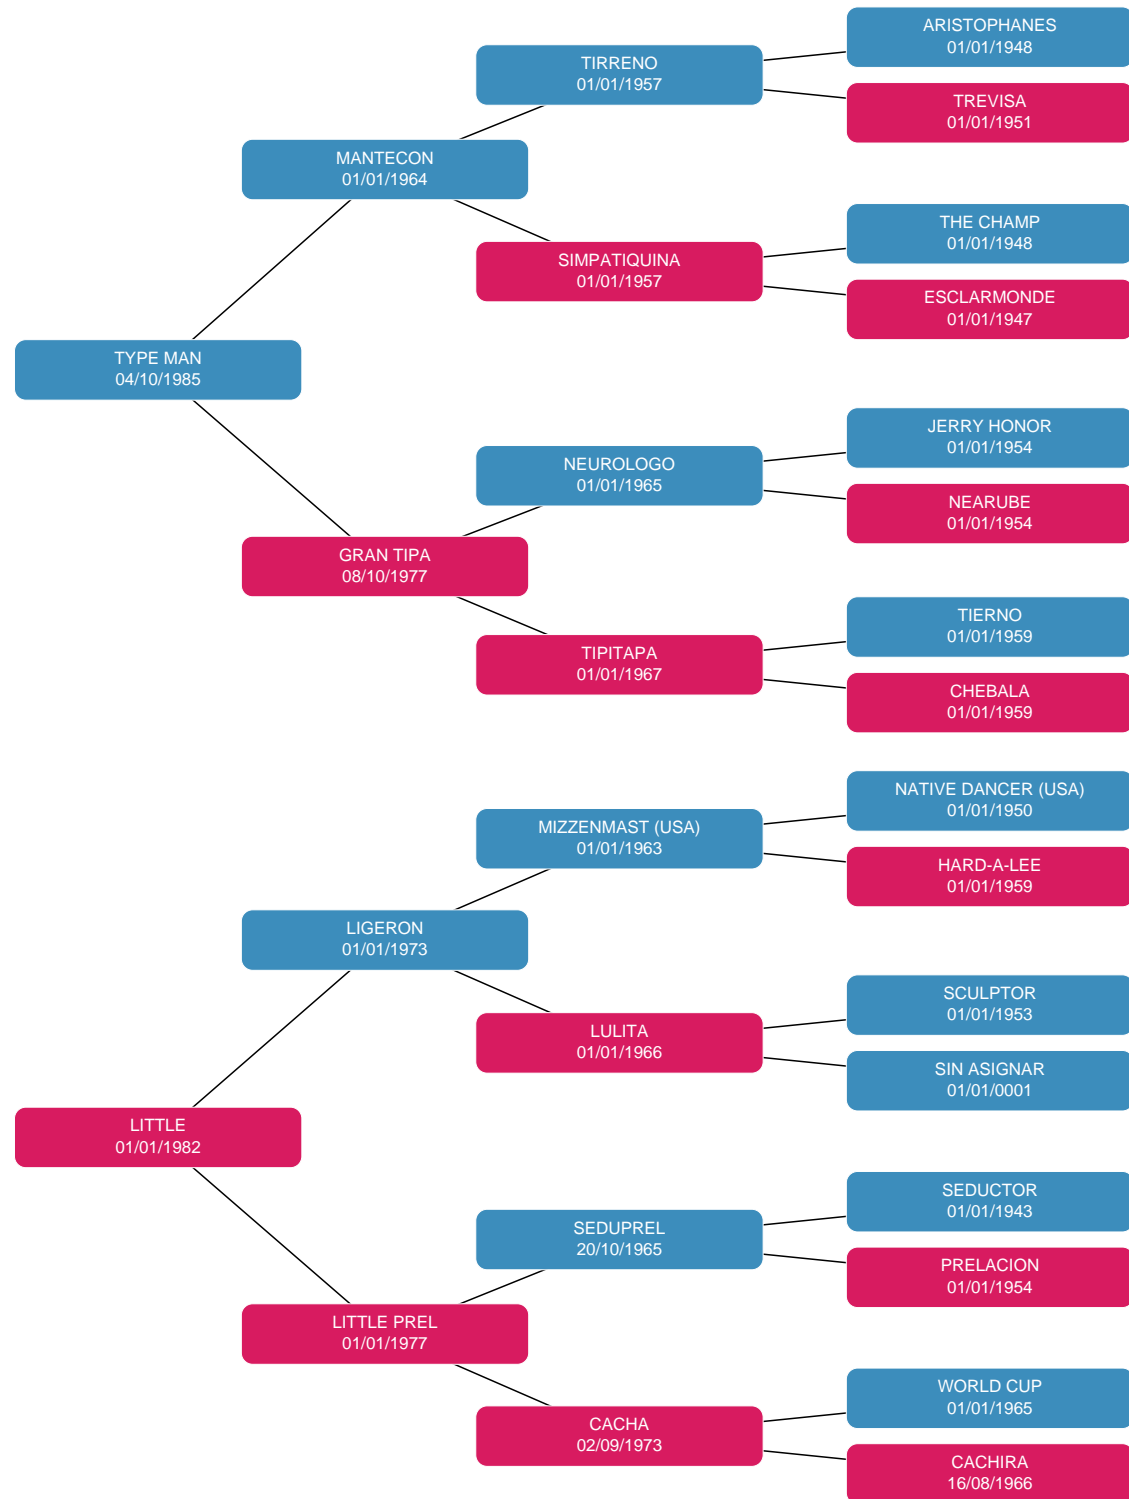 ARISTOPHANES
01/01/1948
TIRRENO
01/01/1957
TREVISA
01/01/1951
MANTECON
01/01/1964
THE CHAMP
01/01/1948
SIMPATIQUINA
01/01/1957
ESCLARMONDE
01/01/1947
TYPE MAN
04/10/1985
JERRY HONOR
01/01/1954
NEUROLOGO
01/01/1965
NEARUBE
01/01/1954
GRAN TIPA
08/10/1977
TIERNO
01/01/1959
TIPITAPA
01/01/1967
CHEBALA
01/01/1959
NATIVE DANCER (USA)
01/01/1950
MIZZENMAST (USA)
01/01/1963
HARD-A-LEE
01/01/1959
LIGERON
01/01/1973
SCULPTOR
01/01/1953
LULITA
01/01/1966
SIN ASIGNAR
01/01/0001
LITTLE
01/01/1982
SEDUCTOR
01/01/1943
SEDUPREL
20/10/1965
PRELACION
01/01/1954
LITTLE PREL
01/01/1977
WORLD CUP
01/01/1965
CACHA
02/09/1973
CACHIRA
16/08/1966